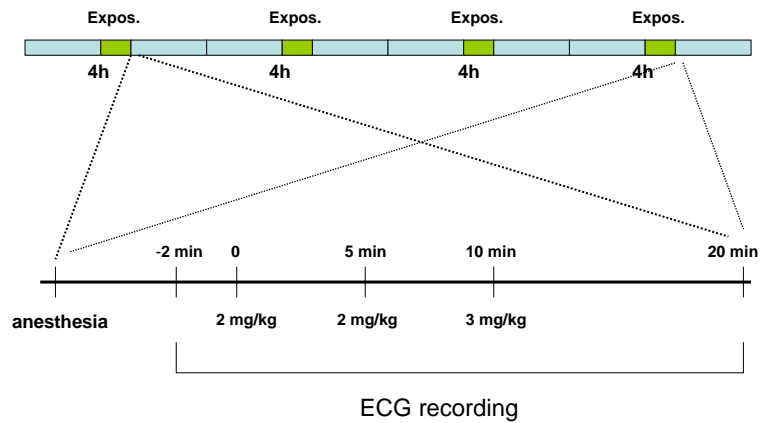 Expos. Expos. Expos. Expos.
4h 4h 4h 4h
-2 min 0 5 min 10 min 20 min
anesthesia 2 mg/kg 2 mg/kg 3 mg/kg
ECG recording